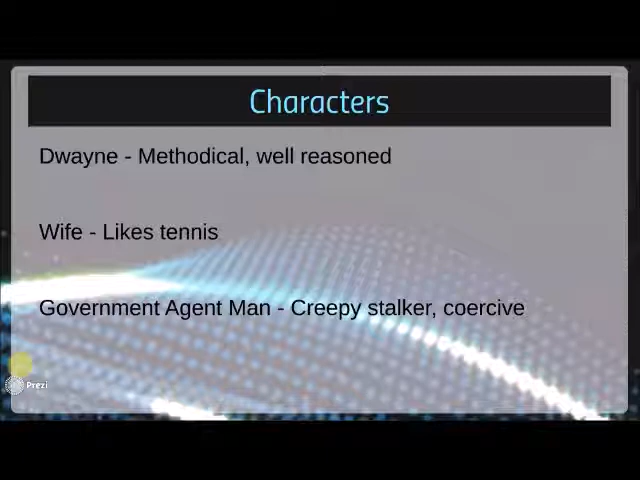 Characters
Dwayne - Methodical, well reasoned
Wife - Likes tennis
Government Agent Man - Creepy stalker, coercive
Prezi